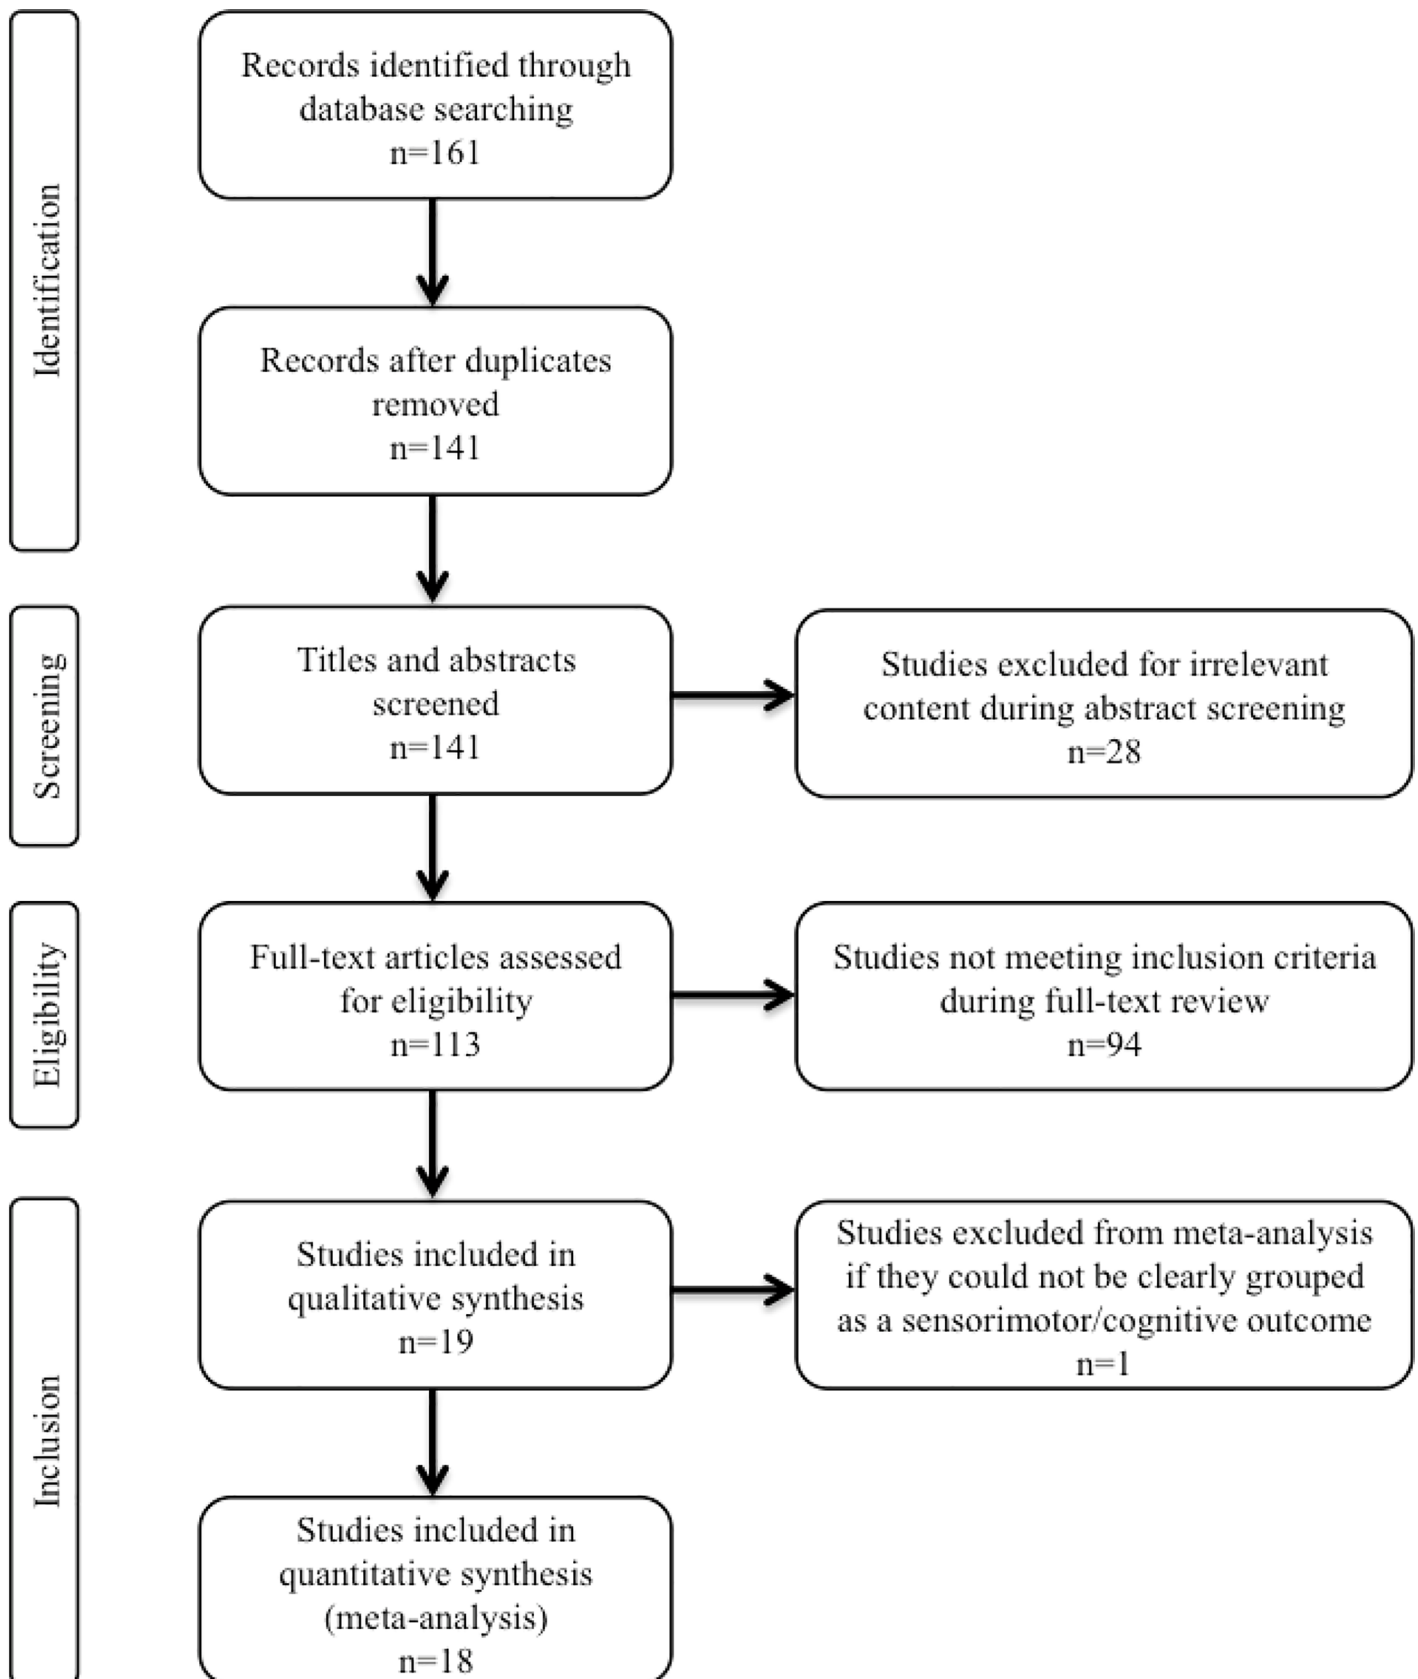 Identification
Records identified through
database searching
n=161
Records after duplicates
removed
n=141
Screening
Titles and abstracts
screened
n=141
Studies excluded for irrelevant
content during abstract screening
n=28
Eligibility
Full-text articles assessed
for eligibility
n=113
Studies not meeting inclusion criteria
during full-text review
n=94
Inclusion
Studies included in
qualitative synthesis
n=19
Studies excluded from meta-analysis
if they could not be clearly grouped
as a sensorimotor/cognitive outcome
n=1
Studies included in
quantitative synthesis
(meta-analysis)
n=18